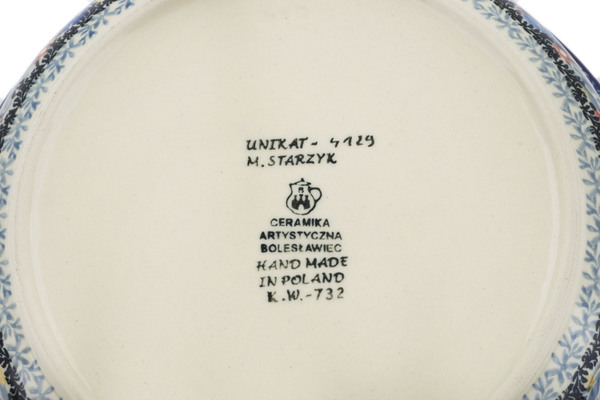 UNIKAT - 4129
M. STARZYK
CERAMIKA
ARTYSTYCZNA
BOLESŁAWIEC
HAND MADE
IN POLAND
K.W.-732